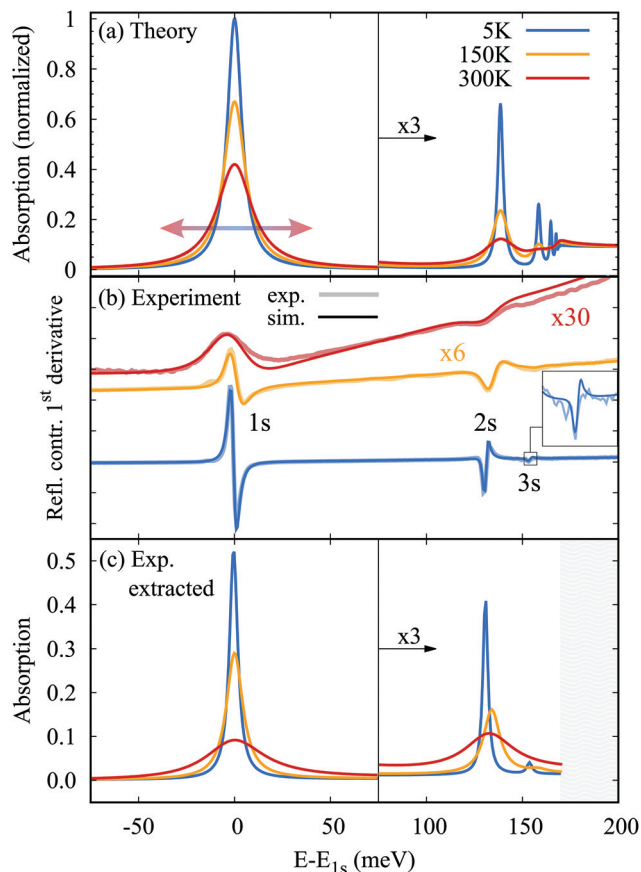 (a) Theory
5K
150K
300K
x3
Absorption (normalized)
1
0.8
0.6
0.4
0.2
0
(b) Experiment
exp.
sim.
x30
x6
1s
2s
3s
Refl. contr. 1st derivative
(c) Exp.
extracted
x3
Absorption
0.5
0.4
0.3
0.2
0.1
0.0
-50 0 50 100 150 200
E-E1s (meV)